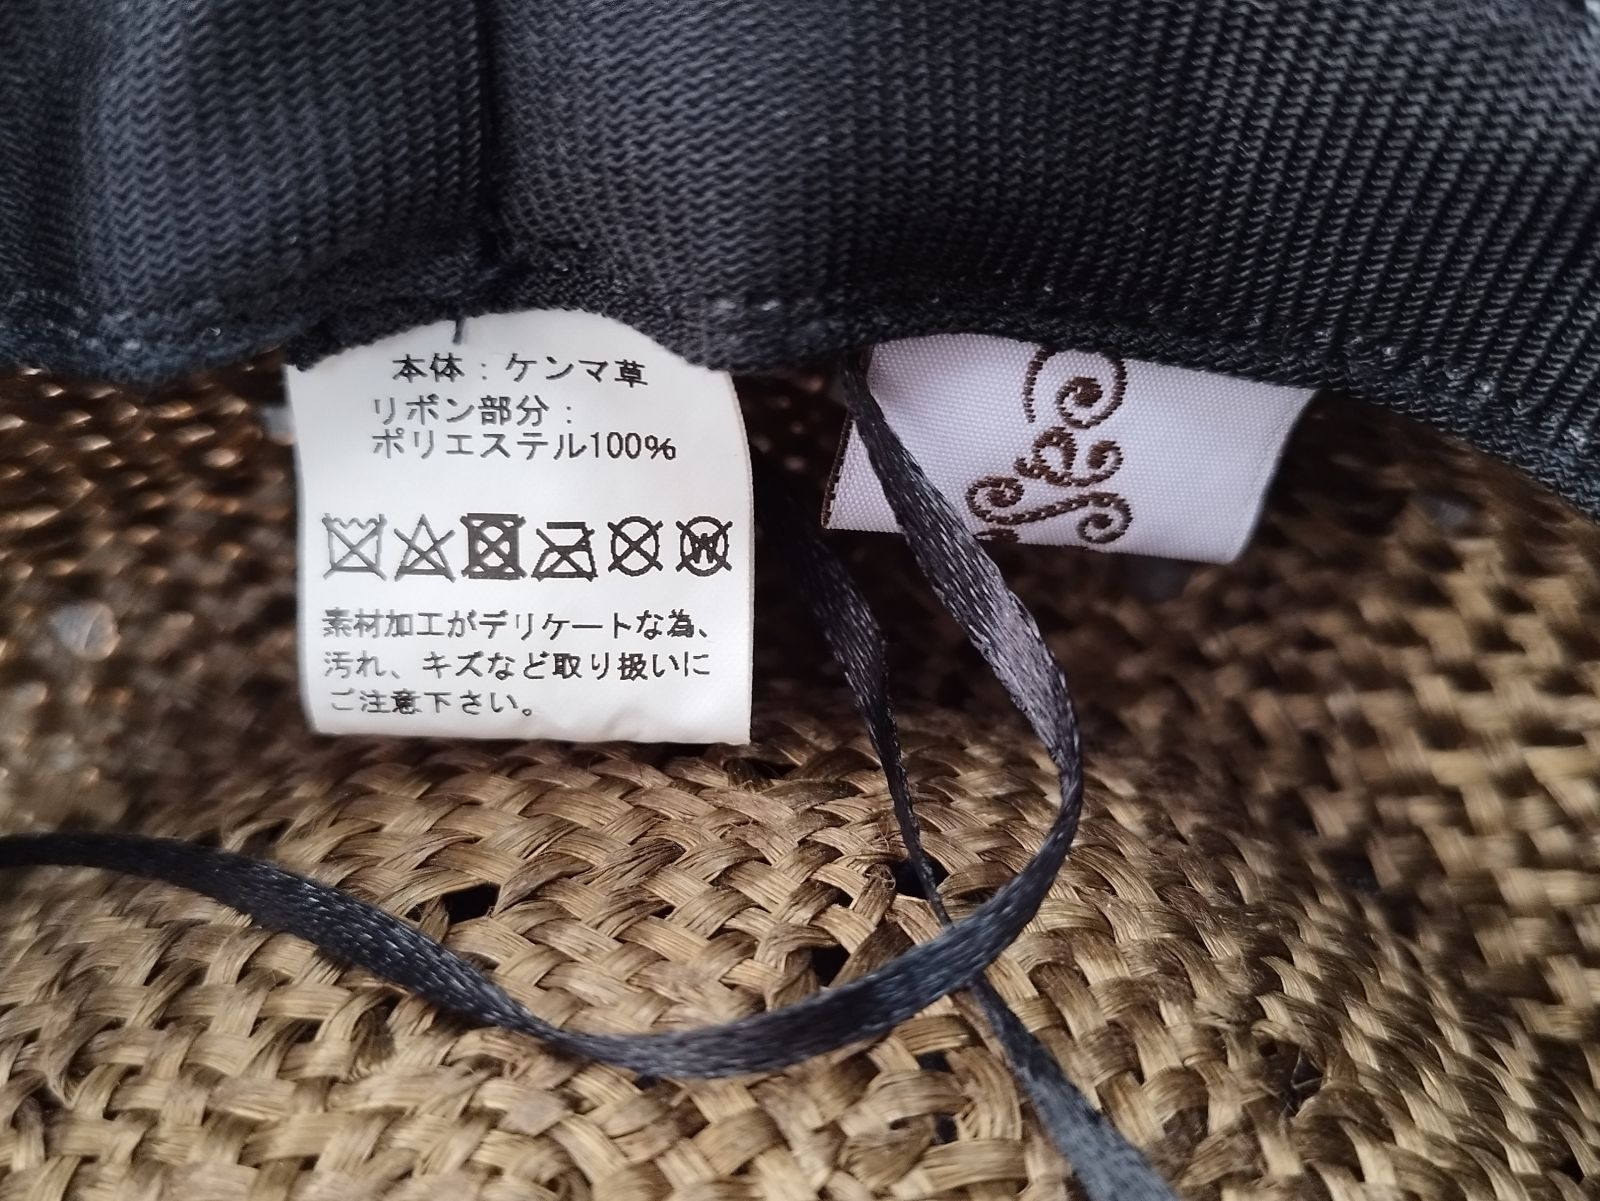 本体：ケンマ草
リボン部分：
ポリエステル100%
W
素材加工がデリケートな為、
汚れ、キズなど取り扱いに
ご注意下さい。